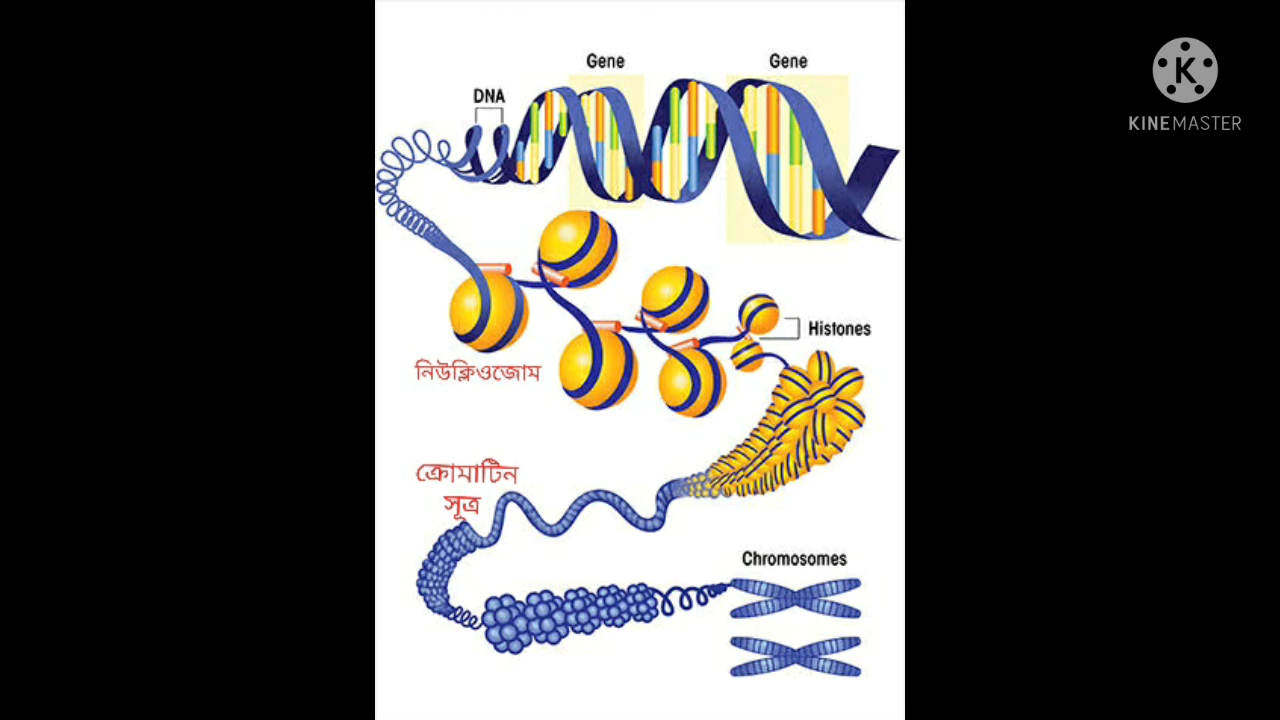 Gene
Gene
DNA
Histones
নিউক্লিওজোম
ক্রোমাটিন
সূত্র
Chromosomes
K
KINEMASTER